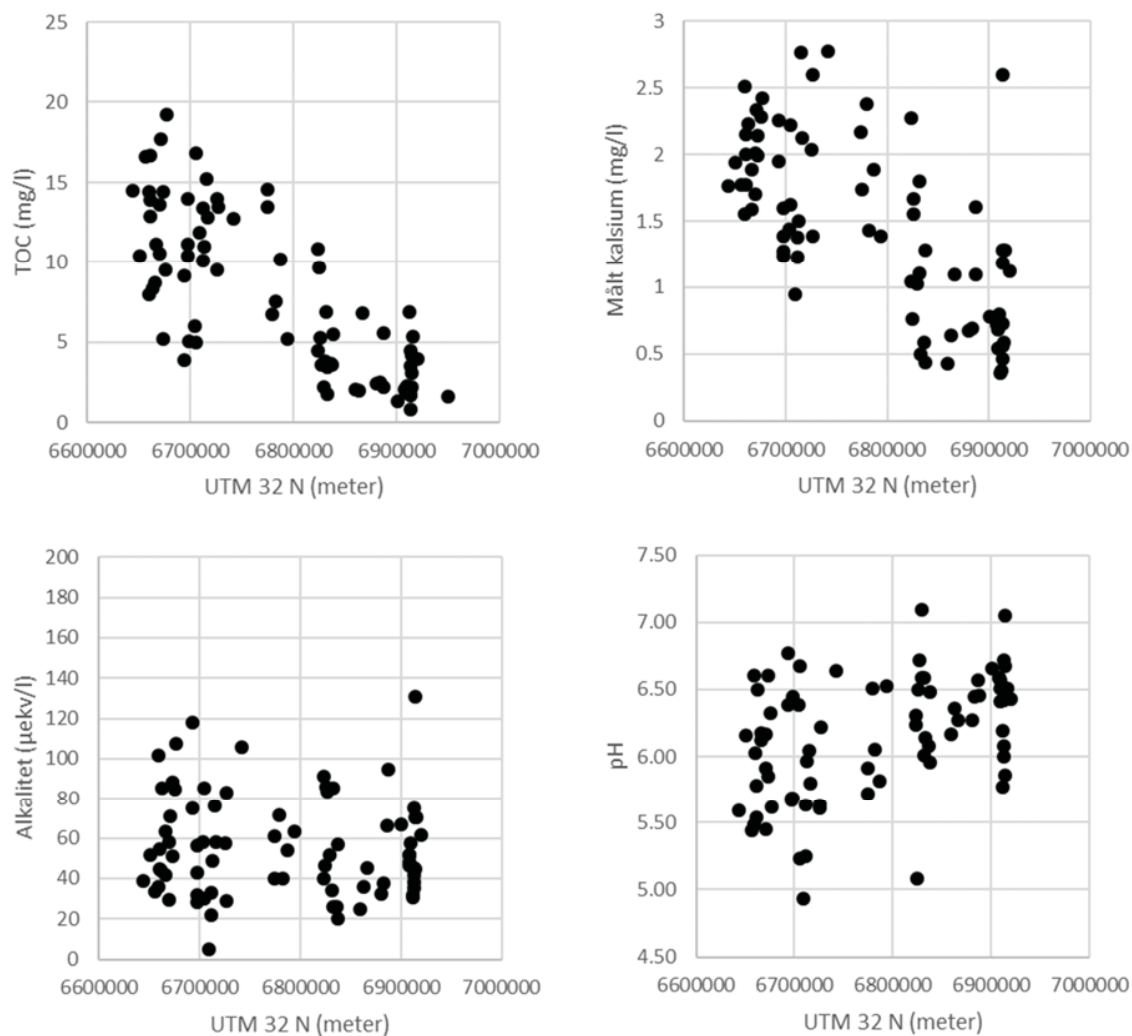 25
20
15
10
5
0
TOC (mg/l)
6600000 6700000 6800000 6900000 7000000
UTM 32 N (meter)
3
2.5
2
1.5
1
0.5
0
Målt kalsium (mg/l)
6600000 6700000 6800000 6900000 7000000
UTM 32 N (meter)
200
180
160
140
120
100
80
60
40
20
0
Alkalitet (µekv/l)
6600000 6700000 6800000 6900000 7000000
UTM 32 N (meter)
7.50
7.00
6.50
6.00
5.50
5.00
4.50
pH
6600000 6700000 6800000 6900000 7000000
UTM 32 N (meter)